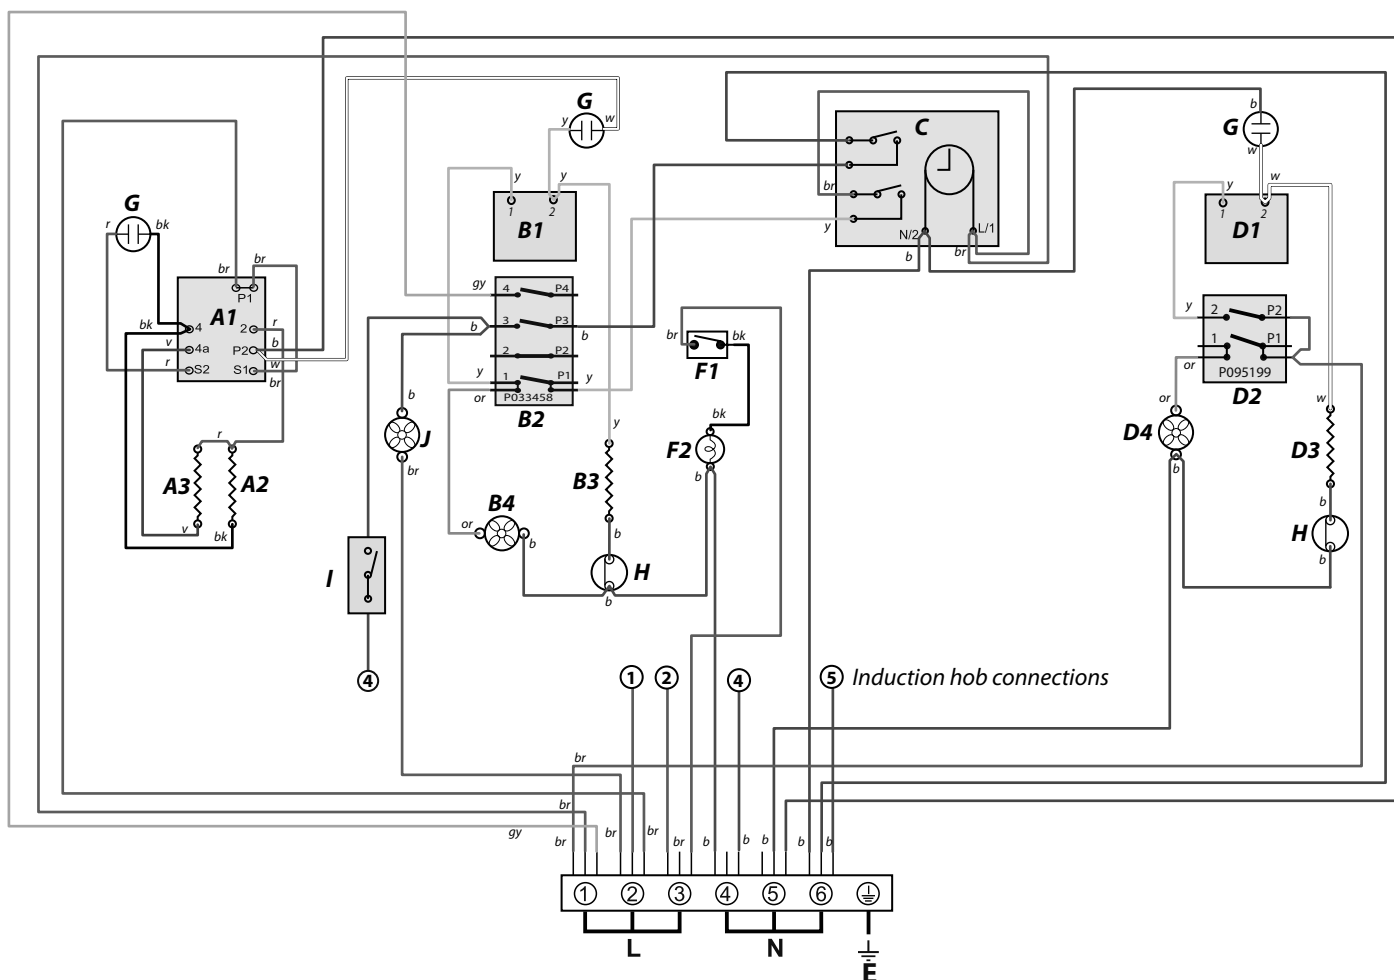 G
y
w
C
br
y
N/2
L/1
b
br
b
G
w
y
w
1
2
D1
y
y
1
2
B1
G
r
bk
br
br
P1
A1
bk
4
2
r
v
4a
P2
b
r
S2
S1
w
br
gy
4
P4
b
3
P3
b
2
P2
y
1
P1
y
or
P033458
B2
br
bk
F1
y
2
P2
1
P1
or
P095199
D2
b
J
br
y
bk
F2
b
or
D4
b
w
D3
b
r
A3
A2
v
bk
B3
B4
or
b
b
H
b
H
b
I
4
1
2
4
5 Induction hob connections
br
br
gy
br
br
br
br
b
b
b
b
b
1
2
3
4
5
6
L
N
E